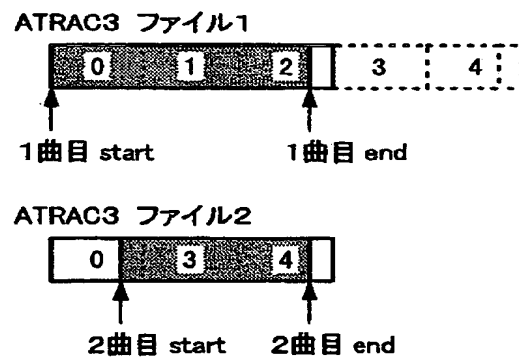 ATRAC3 ファイル1
0 1 2 3 4
1曲目 start 1曲目 end
ATRAC3 ファイル2
0 3 4
2曲目 start 2曲目 end